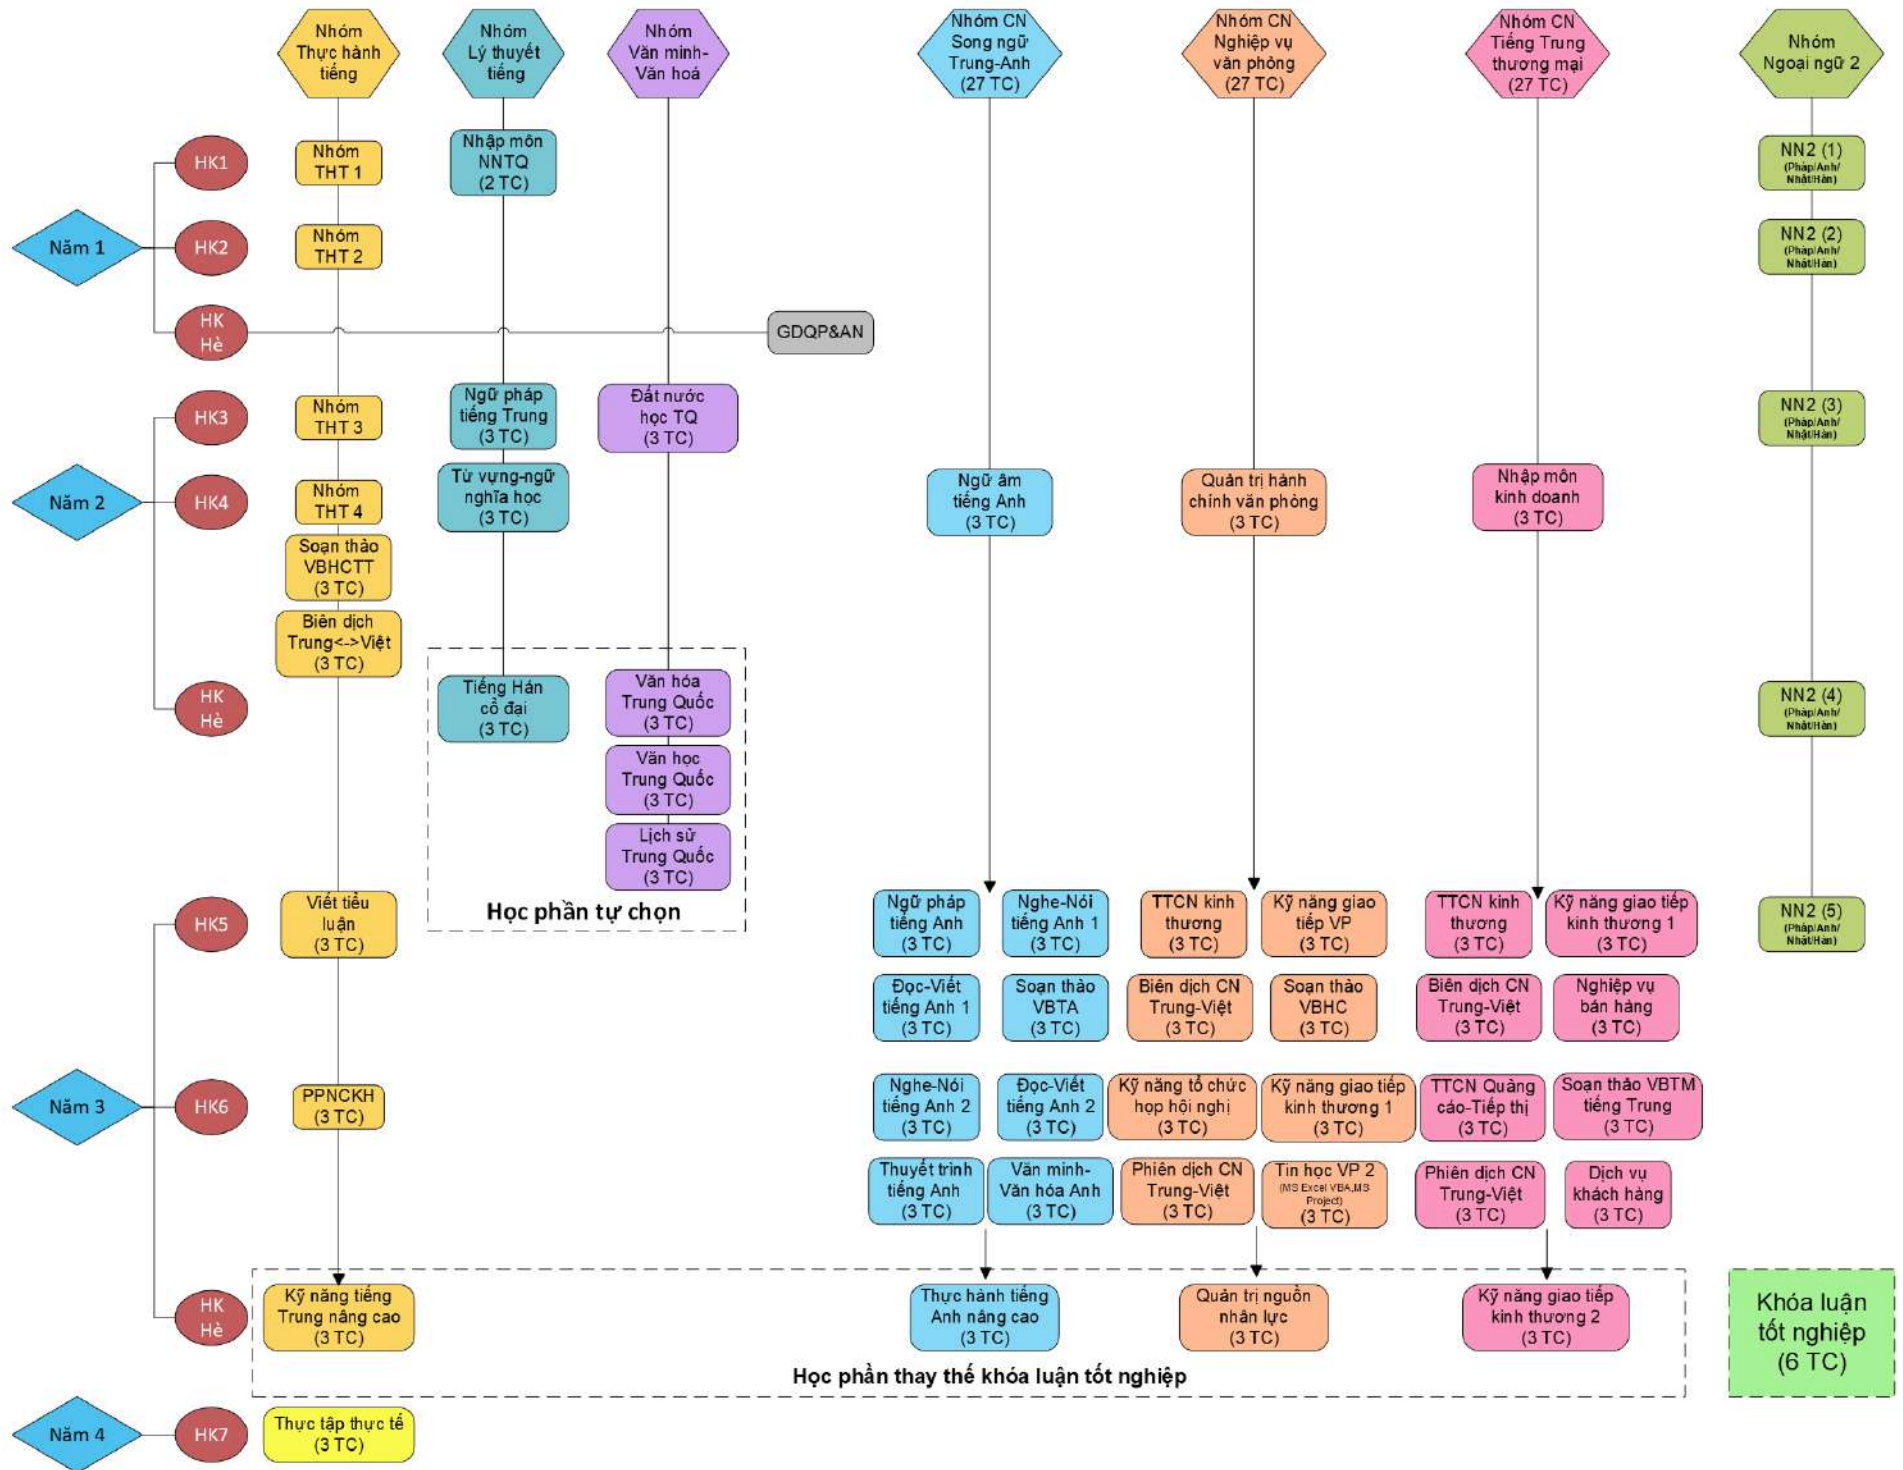 Nhóm
Thực hành
tiếng
Nhóm
Lý thuyết
tiếng
Nhóm
Văn minh-
Văn hoá
Nhóm CN
Song ngữ
Trung-Anh
(27 TC)
Nhóm CN
Nghiệp vụ
văn phòng
(27 TC)
Nhóm CN
Tiếng Trung
thương mại
(27 TC)
Nhóm
Ngoại ngữ 2
Năm 1
HK1
Nhóm
THT 1
Nhập môn
NNTQ
(2 TC)
NN2 (1)
(Pháp/Anh/
Nhật/Hàn)
HK2
Nhóm
THT 2
NN2 (2)
(Pháp/Anh/
Nhật/Hàn)
HK
Hè
GDQP&AN
Năm 2
HK3
Nhóm
THT 3
Ngữ pháp
tiếng Trung
(3 TC)
Đất nước
học TQ
(3 TC)
NN2 (3)
(Pháp/Anh/
Nhật/Hàn)
HK4
Nhóm
THT 4
Từ vựng-ngữ
nghĩa học
(3 TC)
Ngữ âm
tiếng Anh
(3 TC)
Quản trị hành
chính văn phòng
(3 TC)
Nhập môn
kinh doanh
(3 TC)
Soạn thảo
VBHCTT
(3 TC)
Biên dịch
Trung<->Việt
(3 TC)
HK
Hè
Tiếng Hán
cổ đại
(3 TC)
Văn hóa
Trung Quốc
(3 TC)
Văn học
Trung Quốc
(3 TC)
Lịch sử
Trung Quốc
(3 TC)
Học phần tự chọn
NN2 (4)
(Pháp/Anh/
Nhật/Hàn)
Năm 3
HK5
Viết tiểu
luận
(3 TC)
Ngữ pháp
tiếng Anh
(3 TC)
Nghe-Nói
tiếng Anh 1
(3 TC)
TTCN kinh
thương
(3 TC)
Kỹ năng giao
tiếp VP
(3 TC)
TTCN kinh
thương
(3 TC)
Kỹ năng giao tiếp
kinh thương 1
(3 TC)
NN2 (5)
(Pháp/Anh/
Nhật/Hàn)
Đọc-Viết
tiếng Anh 1
(3 TC)
Soạn thảo
VBTA
(3 TC)
Biên dịch CN
Trung-Việt
(3 TC)
Soạn thảo
VBHC
(3 TC)
Biên dịch CN
Trung-Việt
(3 TC)
Nghiệp vụ
bán hàng
(3 TC)
HK6
PPNCKH
(3 TC)
Nghe-Nói
tiếng Anh 2
(3 TC)
Đọc-Viết
tiếng Anh 2
(3 TC)
Kỹ năng tổ chức
họp hội nghị
(3 TC)
Kỹ năng giao tiếp
kinh thương 1
(3 TC)
TTCN Quảng
cáo-Tiếp thị
(3 TC)
Soạn thảo VBTM
tiếng Trung
(3 TC)
Thuyết trình
tiếng Anh
(3 TC)
Văn minh-
Văn hóa Anh
(3 TC)
Phiên dịch CN
Trung-Việt
(3 TC)
Tin học VP 2
(MS Excel VBA,MS
Project)
(3 TC)
Phiên dịch CN
Trung-Việt
(3 TC)
Dịch vụ
khách hàng
(3 TC)
HK
Hè
Kỹ năng tiếng
Trung nâng cao
(3 TC)
Thực hành tiếng
Anh nâng cao
(3 TC)
Quản trị nguồn
nhân lực
(3 TC)
Kỹ năng giao tiếp
kinh thương 2
(3 TC)
Học phần thay thế khóa luận tốt nghiệp
Khóa luận
tốt nghiệp
(6 TC)
Năm 4
HK7
Thực tập thực tế
(3 TC)